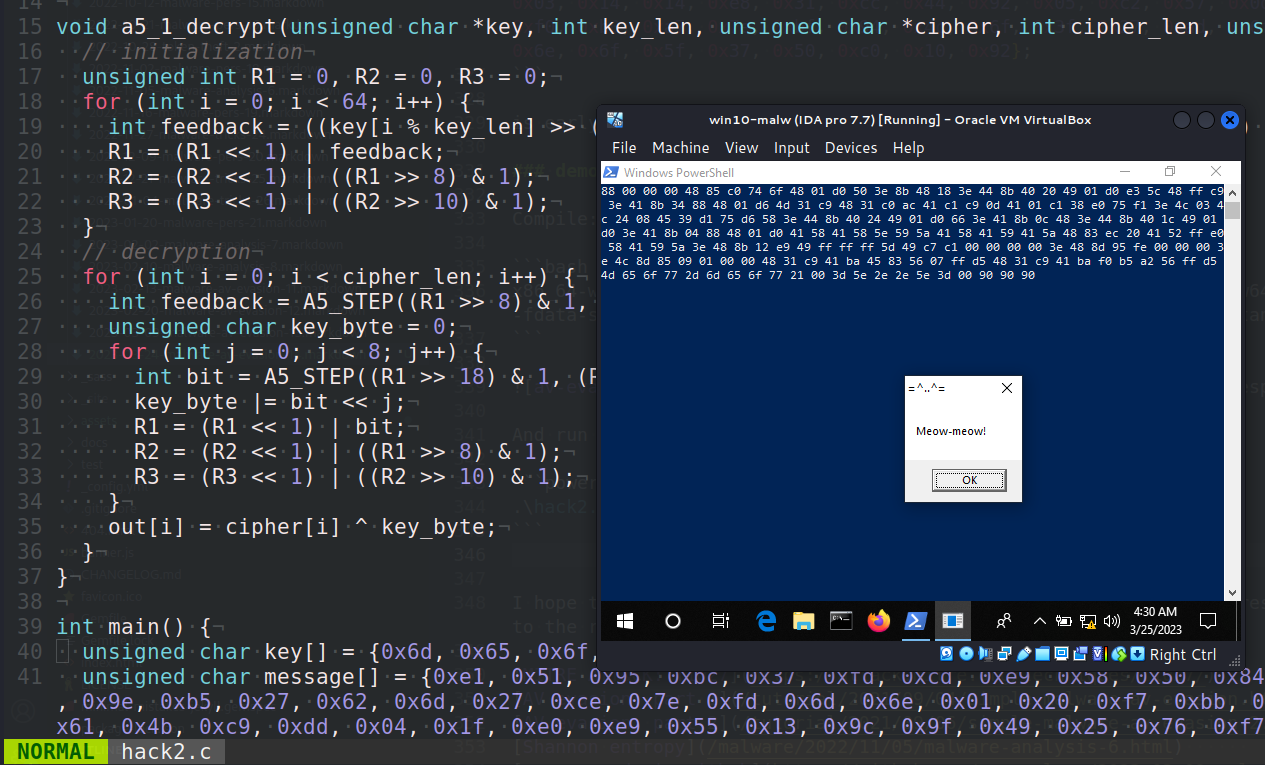 14 ¬
15 void a5_1_decrypt(unsigned char *key, int key_len, unsigned char *cipher, int cipher_len, uns
16 // initialization¬
17 unsigned int R1 = 0, R2 = 0, R3 = 0;¬
18 for (int i = 0; i < 64; i++) {¬
19 int feedback = ((key[i % key_len] >> (
20 R1 = (R1 << 1) | feedback;¬
21 R2 = (R2 << 1) | ((R1 >> 8) & 1);¬
22 R3 = (R3 << 1) | ((R2 >> 10) & 1);¬
23 }¬
24 // decryption¬
25 for (int i = 0; i < cipher_len; i++) {¬
26 int feedback = A5_STEP((R1 >> 8) & 1,
27 unsigned char key_byte = 0;¬
28 for (int j = 0; j < 8; j++) {¬
29 int bit = A5_STEP((R1 >> 18) & 1, (R
30 key_byte |= bit << j;¬
31 R1 = (R1 << 1) | bit;¬
32 R2 = (R2 << 1) | ((R1 >> 8) & 1);¬
33 R3 = (R3 << 1) | ((R2 >> 10) & 1);¬
34 }¬
35 out[i] = cipher[i] ^ key_byte;¬
36 }¬
37 }¬
38 ¬
39 int main() {¬
40 unsigned char key[] = {0x6d, 0x65, 0x6f,
41 unsigned char message[] = {0xe1, 0x51, 0x95, 0xbc, 0x37, 0xfd, 0xcd, 0xe9, 0x58, 0x50, 0x84
, 0x9e, 0xb5, 0x27, 0x62, 0x6d, 0x27, 0xce, 0x7e, 0xfd, 0x6d, 0x6e, 0x01, 0x20, 0xf7, 0xbb, 0
x61, 0x4b, 0xc9, 0xdd, 0x04, 0x1f, 0xe0, 0xe9, 0x55, 0x13, 0x9c, 0x9f, 0x49, 0x25, 0x76, 0xf7
NORMAL hack2.c
win10-malw (IDA pro 7.7) [Running] - Oracle VM VirtualBox
File Machine View Input Devices Help
Windows PowerShell
88 00 00 00 48 85 c0 74 6f 48 01 d0 50 3e 8b 48 18 3e 44 8b 40 20 49 01 d0 e3 5c 48 ff c9
3e 41 8b 34 88 48 01 d6 4d 31 c9 48 31 c0 ac 41 c1 c9 0d 41 01 c1 38 e0 75 f1 3e 4c 03 4
c 24 08 45 39 d1 75 d6 58 3e 44 8b 40 24 49 01 d0 66 3e 41 8b 0c 48 3e 44 8b 40 1c 49 01
d0 3e 41 8b 04 88 48 01 d0 41 58 41 58 5e 59 5a 41 58 41 59 41 5a 48 83 ec 20 41 52 ff e0
58 41 59 5a 3e 48 8b 12 e9 49 ff ff ff 5d 49 c7 c1 00 00 00 00 3e 48 8d 95 fe 00 00 00 3
e 4c 8d 85 09 01 00 00 48 31 c9 41 ba 45 83 56 07 ff d5 48 31 c9 41 ba f0 b5 a2 56 ff d5
4d 65 6f 77 2d 6d 65 6f 77 21 00 3d 5e 2e 2e 5e 3d 00 90 90 90
=^..^=
Meow-meow!
OK
4:30 AM
3/25/2023
Right Ctrl